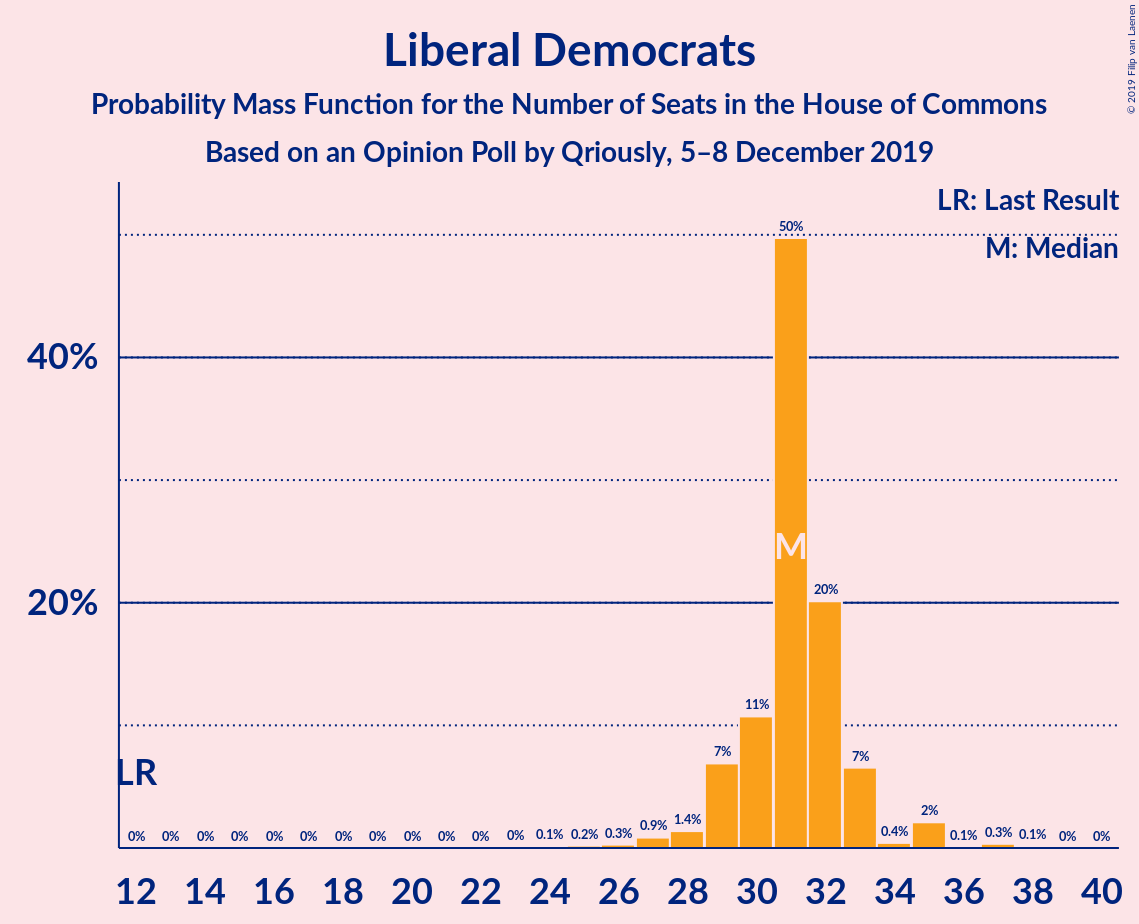 Liberal Democrats
Probability Mass Function for the Number of Seats in the House of Commons
Based on an Opinion Poll by Qriously, 5–8 December 2019
© 2019 Filip van Laenen
LR: Last Result
M: Median
40%
20%
LR
M
0% 0% 0% 0% 0% 0% 0% 0% 0% 0% 0% 0% 0.1% 0.2% 0.3% 0.9% 1.4% 7% 11% 50% 20% 7% 0.4% 2% 0.1% 0.3% 0.1% 0% 0%
12 14 16 18 20 22 24 26 28 30 32 34 36 38 40